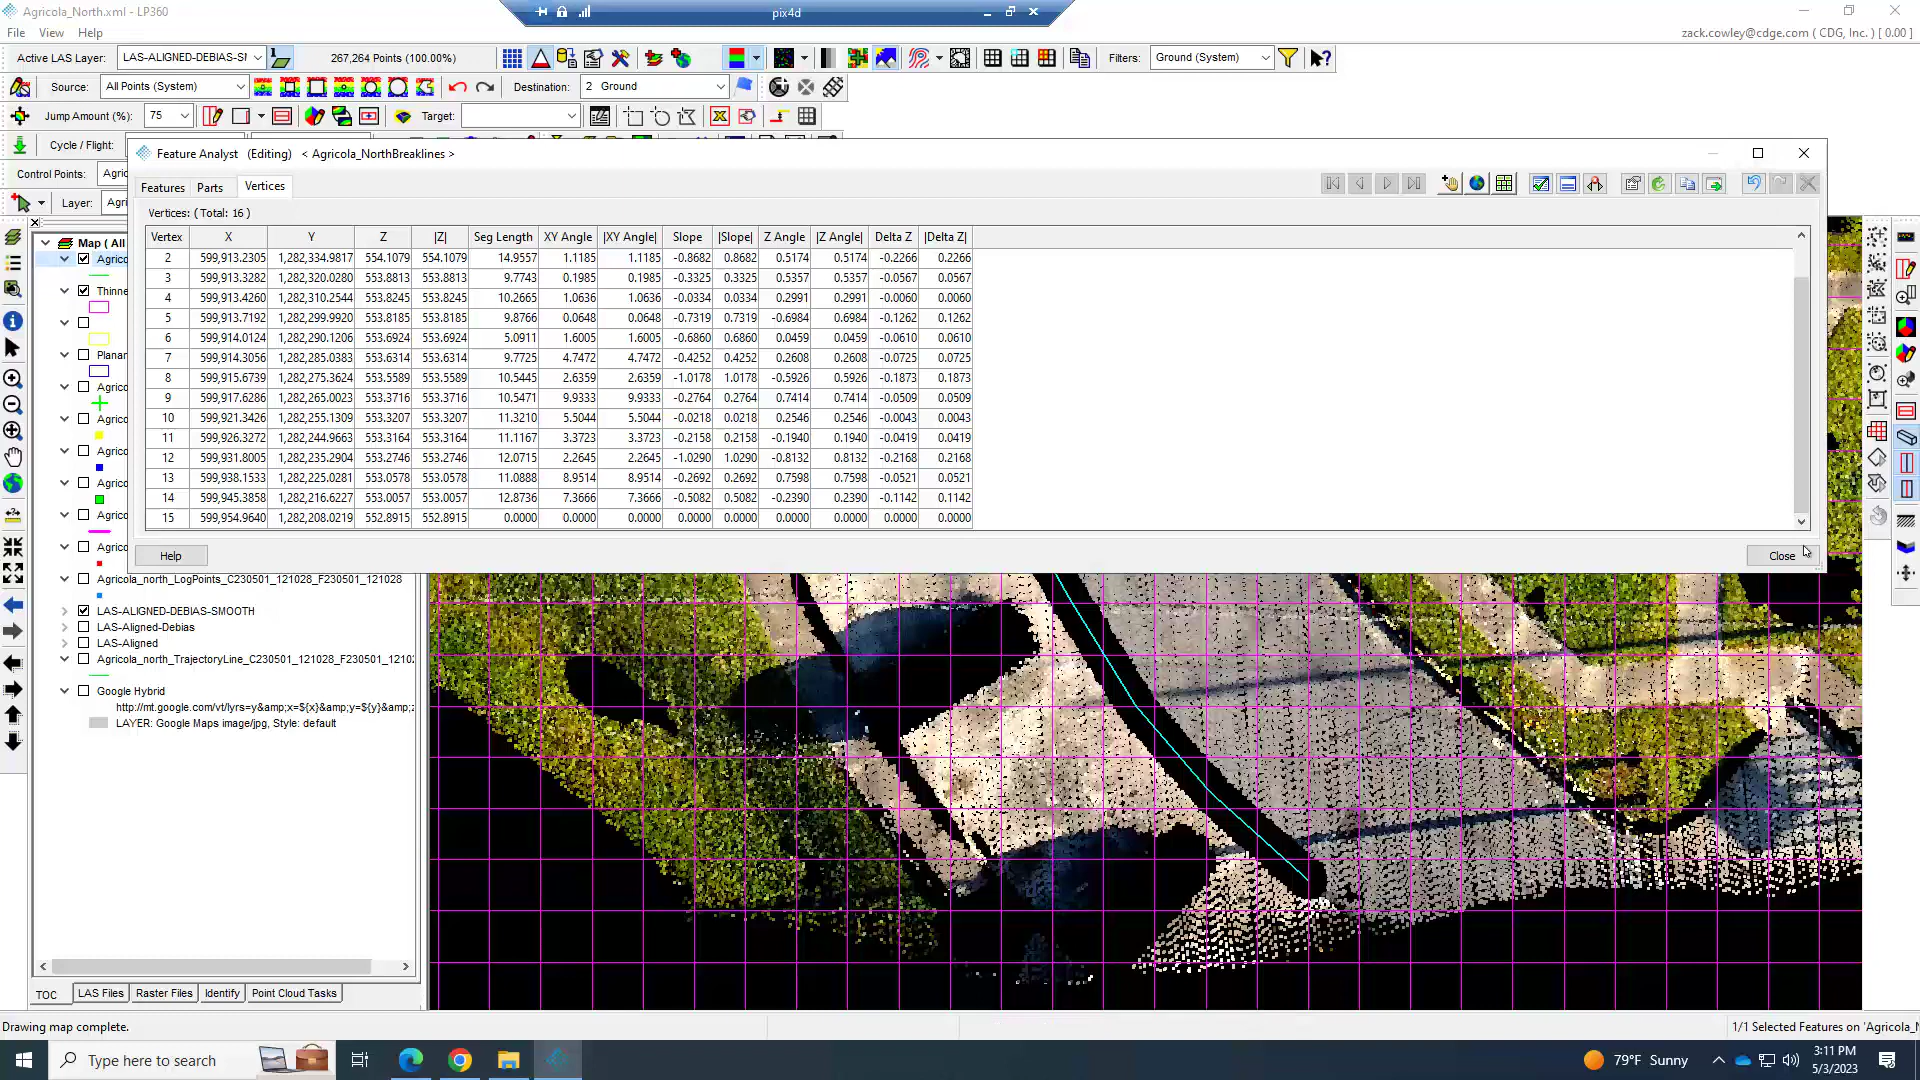 Agricola_North.xml - LP360
pix4d
File View Help
zack.cowley@cdge.com ( CDG, Inc. ) [ 0.00 ]
Active LAS Layer: LAS-ALIGNED-DEBIAS-SM 267,264 Points (100.00%) Filters: Ground (System)
Source: All Points (System) Destination: 2 Ground
Jump Amount (%): 75 Target:
Cycle / Flight:
Control Points: Agric
Layer: Agri
Feature Analyst (Editing) < Agricola_NorthBreaklines >
Features Parts Vertices
Vertices: ( Total: 16 )
Vertex X Y Z |Z| Seg Length XY Angle |XY Angle| Slope |Slope| Z Angle |Z Angle| Delta Z |Delta Z|
2 599,913.2305 1,282,334.9817 554.1079 554.1079 14.9557 1.1185 1.1185 -0.8682 0.8682 0.5174 0.5174 -0.2266 0.2266
3 599,913.3282 1,282,320.0280 553.8813 553.8813 9.7743 0.1985 0.1985 -0.3325 0.3325 0.5357 0.5357 -0.0567 0.0567
4 599,913.4260 1,282,310.2544 553.8245 553.8245 10.2665 1.0636 1.0636 -0.0334 0.0334 0.2991 0.2991 -0.0060 0.0060
5 599,913.7192 1,282,299.9920 553.8185 553.8185 9.8766 0.0648 0.0648 -0.7319 0.7319 -0.6984 0.6984 -0.1262 0.1262
6 599,914.0124 1,282,290.1206 553.6924 553.6924 5.0911 1.6005 1.6005 -0.6860 0.6860 0.0459 0.0459 -0.0610 0.0610
7 599,914.3056 1,282,285.0383 553.6314 553.6314 9.7725 4.7472 4.7472 -0.4252 0.4252 0.2608 0.2608 -0.0725 0.0725
8 599,915.6739 1,282,275.3624 553.5589 553.5589 10.5445 2.6359 2.6359 -1.0178 1.0178 -0.5926 0.5926 -0.1873 0.1873
9 599,917.6286 1,282,265.0023 553.3716 553.3716 10.5471 9.9333 9.9333 -0.2764 0.2764 0.7414 0.7414 -0.0509 0.0509
10 599,921.3426 1,282,255.1309 553.3207 553.3207 11.3210 5.5044 5.5044 -0.0218 0.0218 0.2546 0.2546 -0.0043 0.0043
11 599,926.3272 1,282,244.9663 553.3164 553.3164 11.1167 3.3723 3.3723 -0.2158 0.2158 -0.1940 0.1940 -0.0419 0.0419
12 599,931.8005 1,282,235.2904 553.2746 553.2746 12.0715 2.2645 2.2645 -1.0290 1.0290 -0.8132 0.8132 -0.2168 0.2168
13 599,938.1533 1,282,225.0281 553.0578 553.0578 11.0888 8.9514 8.9514 -0.2692 0.2692 0.7598 0.7598 -0.0521 0.0521
14 599,945.3858 1,282,216.6227 553.0057 553.0057 12.8736 7.3666 7.3666 -0.5082 0.5082 -0.2390 0.2390 -0.1142 0.1142
15 599,954.9640 1,282,208.0219 552.8915 552.8915 0.0000 0.0000 0.0000 0.0000 0.0000 0.0000 0.0000 0.0000 0.0000
Help Close
Map ( All
Agrico
Thinne
Planar
Agrico
Agrico
Agrico
Agrico
Agrico
Agrico
Agricola_north_LogPoints_C230501_121028_F230501_121028
LAS-ALIGNED-DEBIAS-SMOOTH
LAS-Aligned-Debias
LAS-Aligned
Agricola_north_TrajectoryLine_C230501_121028_F230501_1210
Google Hybrid
http://mt.google.com/vt/lyrs=y&amp;x=${x}&amp;y=${y}&amp;z
LAYER: Google Maps image/jpg, Style: default
TOC LAS Files Raster Files Identify Point Cloud Tasks
Drawing map complete.
1/1 Selected Features on 'Agricola_N
Type here to search
79°F Sunny
3:11 PM
5/3/2023